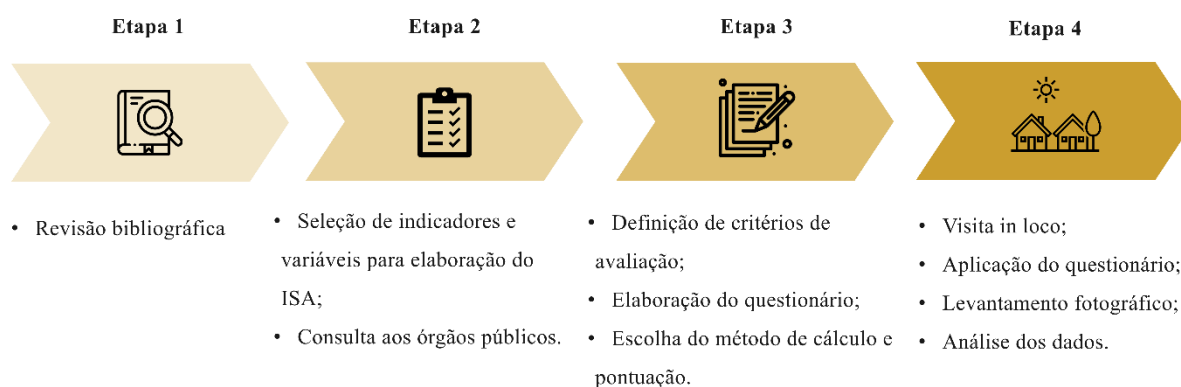 Etapa 1
Etapa 2
Etapa 3
Etapa 4
• Revisão bibliográfica
• Seleção de indicadores e
variáveis para elaboração do
ISA;
• Consulta aos órgãos públicos.
• Definição de critérios de
avaliação;
• Elaboração do questionário;
• Escolha do método de cálculo e
pontuação.
• Visita in loco;
• Aplicação do questionário;
• Levantamento fotográfico;
• Análise dos dados.